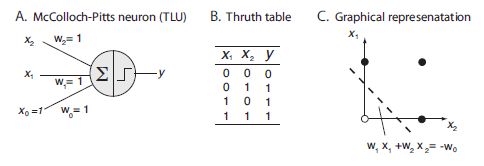 A. McColloch-Pitts neuron (TLU)
x₂ w₂= 1
x₁ w₁= 1 Σ y
x₀ =1 w₀ = 1
B. Thruth table
x₁ x₂ y
0 0 0
0 1 1
1 0 1
1 1 1
C. Graphical represenatation
x₁
x₂
w₁ x₁ +w₂ x₂= -w₀